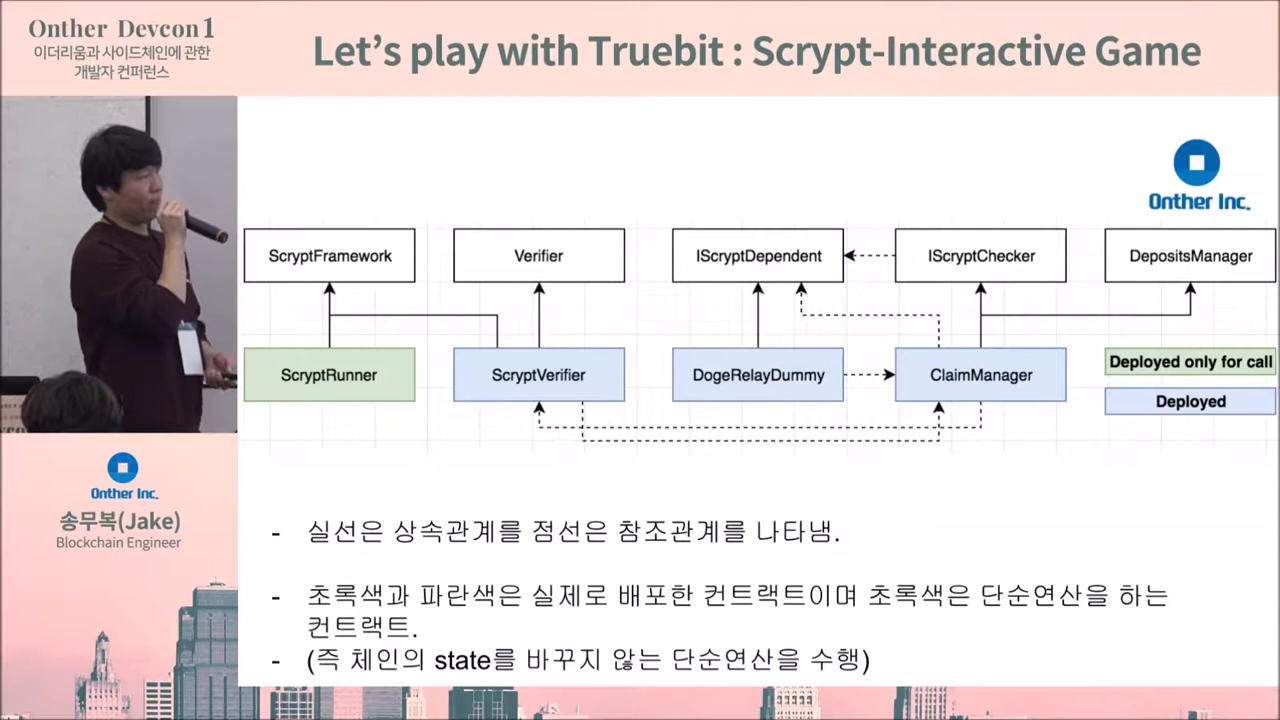 Onther Devcon 1
이더리움과 사이드체인에 관한
개발자 컨퍼런스
Let's play with Truebit : Scrypt-Interactive Game
Onther Inc.
ScryptFramework
Verifier
IScryptDependent
IScryptChecker
DepositsManager
ScryptRunner
ScryptVerifier
DogeRelayDummy
ClaimManager
Deployed only for call
Deployed
Onther Inc.
송무복(Jake)
Blockchain Engineer
- 실선은 상속관계를 점선은 참조관계를 나타냄.
- 초록색과 파란색은 실제로 배포한 컨트랙트이며 초록색은 단순연산을 하는
컨트랙트.
- (즉 체인의 state를 바꾸지 않는 단순연산을 수행)